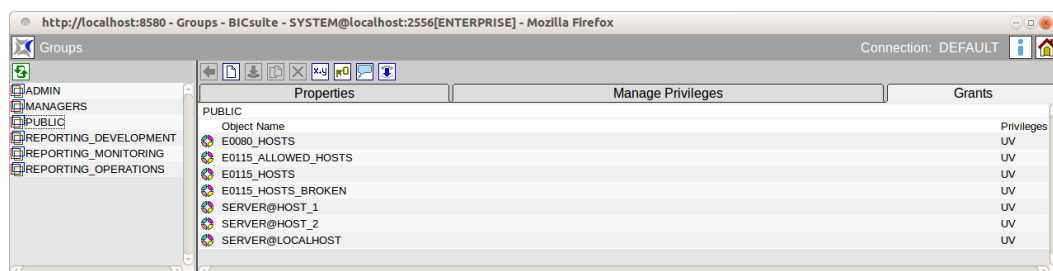 http://localhost:8580 - Groups - BICsuite - SYSTEM@localhost:2556[ENTERPRISE] - Mozilla Firefox
Groups Connection: DEFAULT i
x.y
Properties Manage Privileges Grants
ADMIN
MANAGERS
PUBLIC
REPORTING_DEVELOPMENT
REPORTING_MONITORING
REPORTING_OPERATIONS
PUBLIC
Object Name Privileges
E0080_HOSTS UV
E0115_ALLOWED_HOSTS UV
E0115_HOSTS UV
E0115_HOSTS_BROKEN UV
SERVER@HOST_1 UV
SERVER@HOST_2 UV
SERVER@LOCALHOST UV